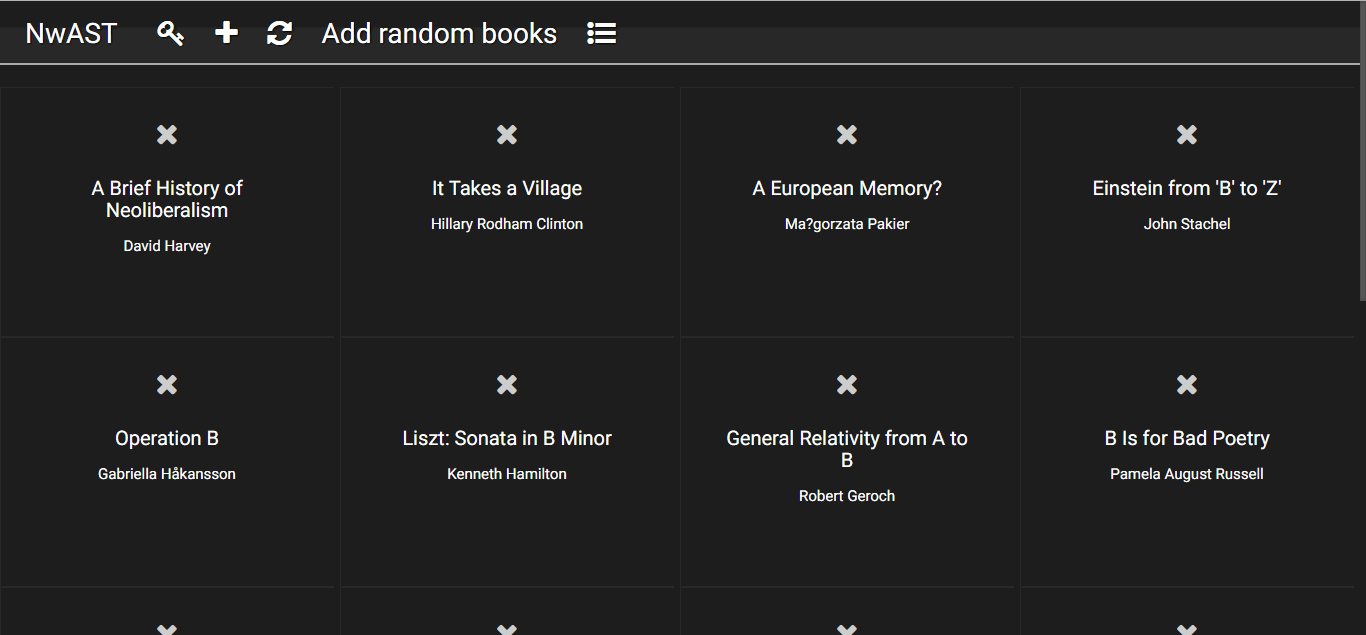 NwAST Add random books
A Brief History of
Neoliberalism
David Harvey
It Takes a Village
Hillary Rodham Clinton
A European Memory?
Ma?gorzata Pakier
Einstein from 'B' to 'Z'
John Stachel
Operation B
Gabriella Håkansson
Liszt: Sonata in B Minor
Kenneth Hamilton
General Relativity from A to
B
Robert Geroch
B Is for Bad Poetry
Pamela August Russell